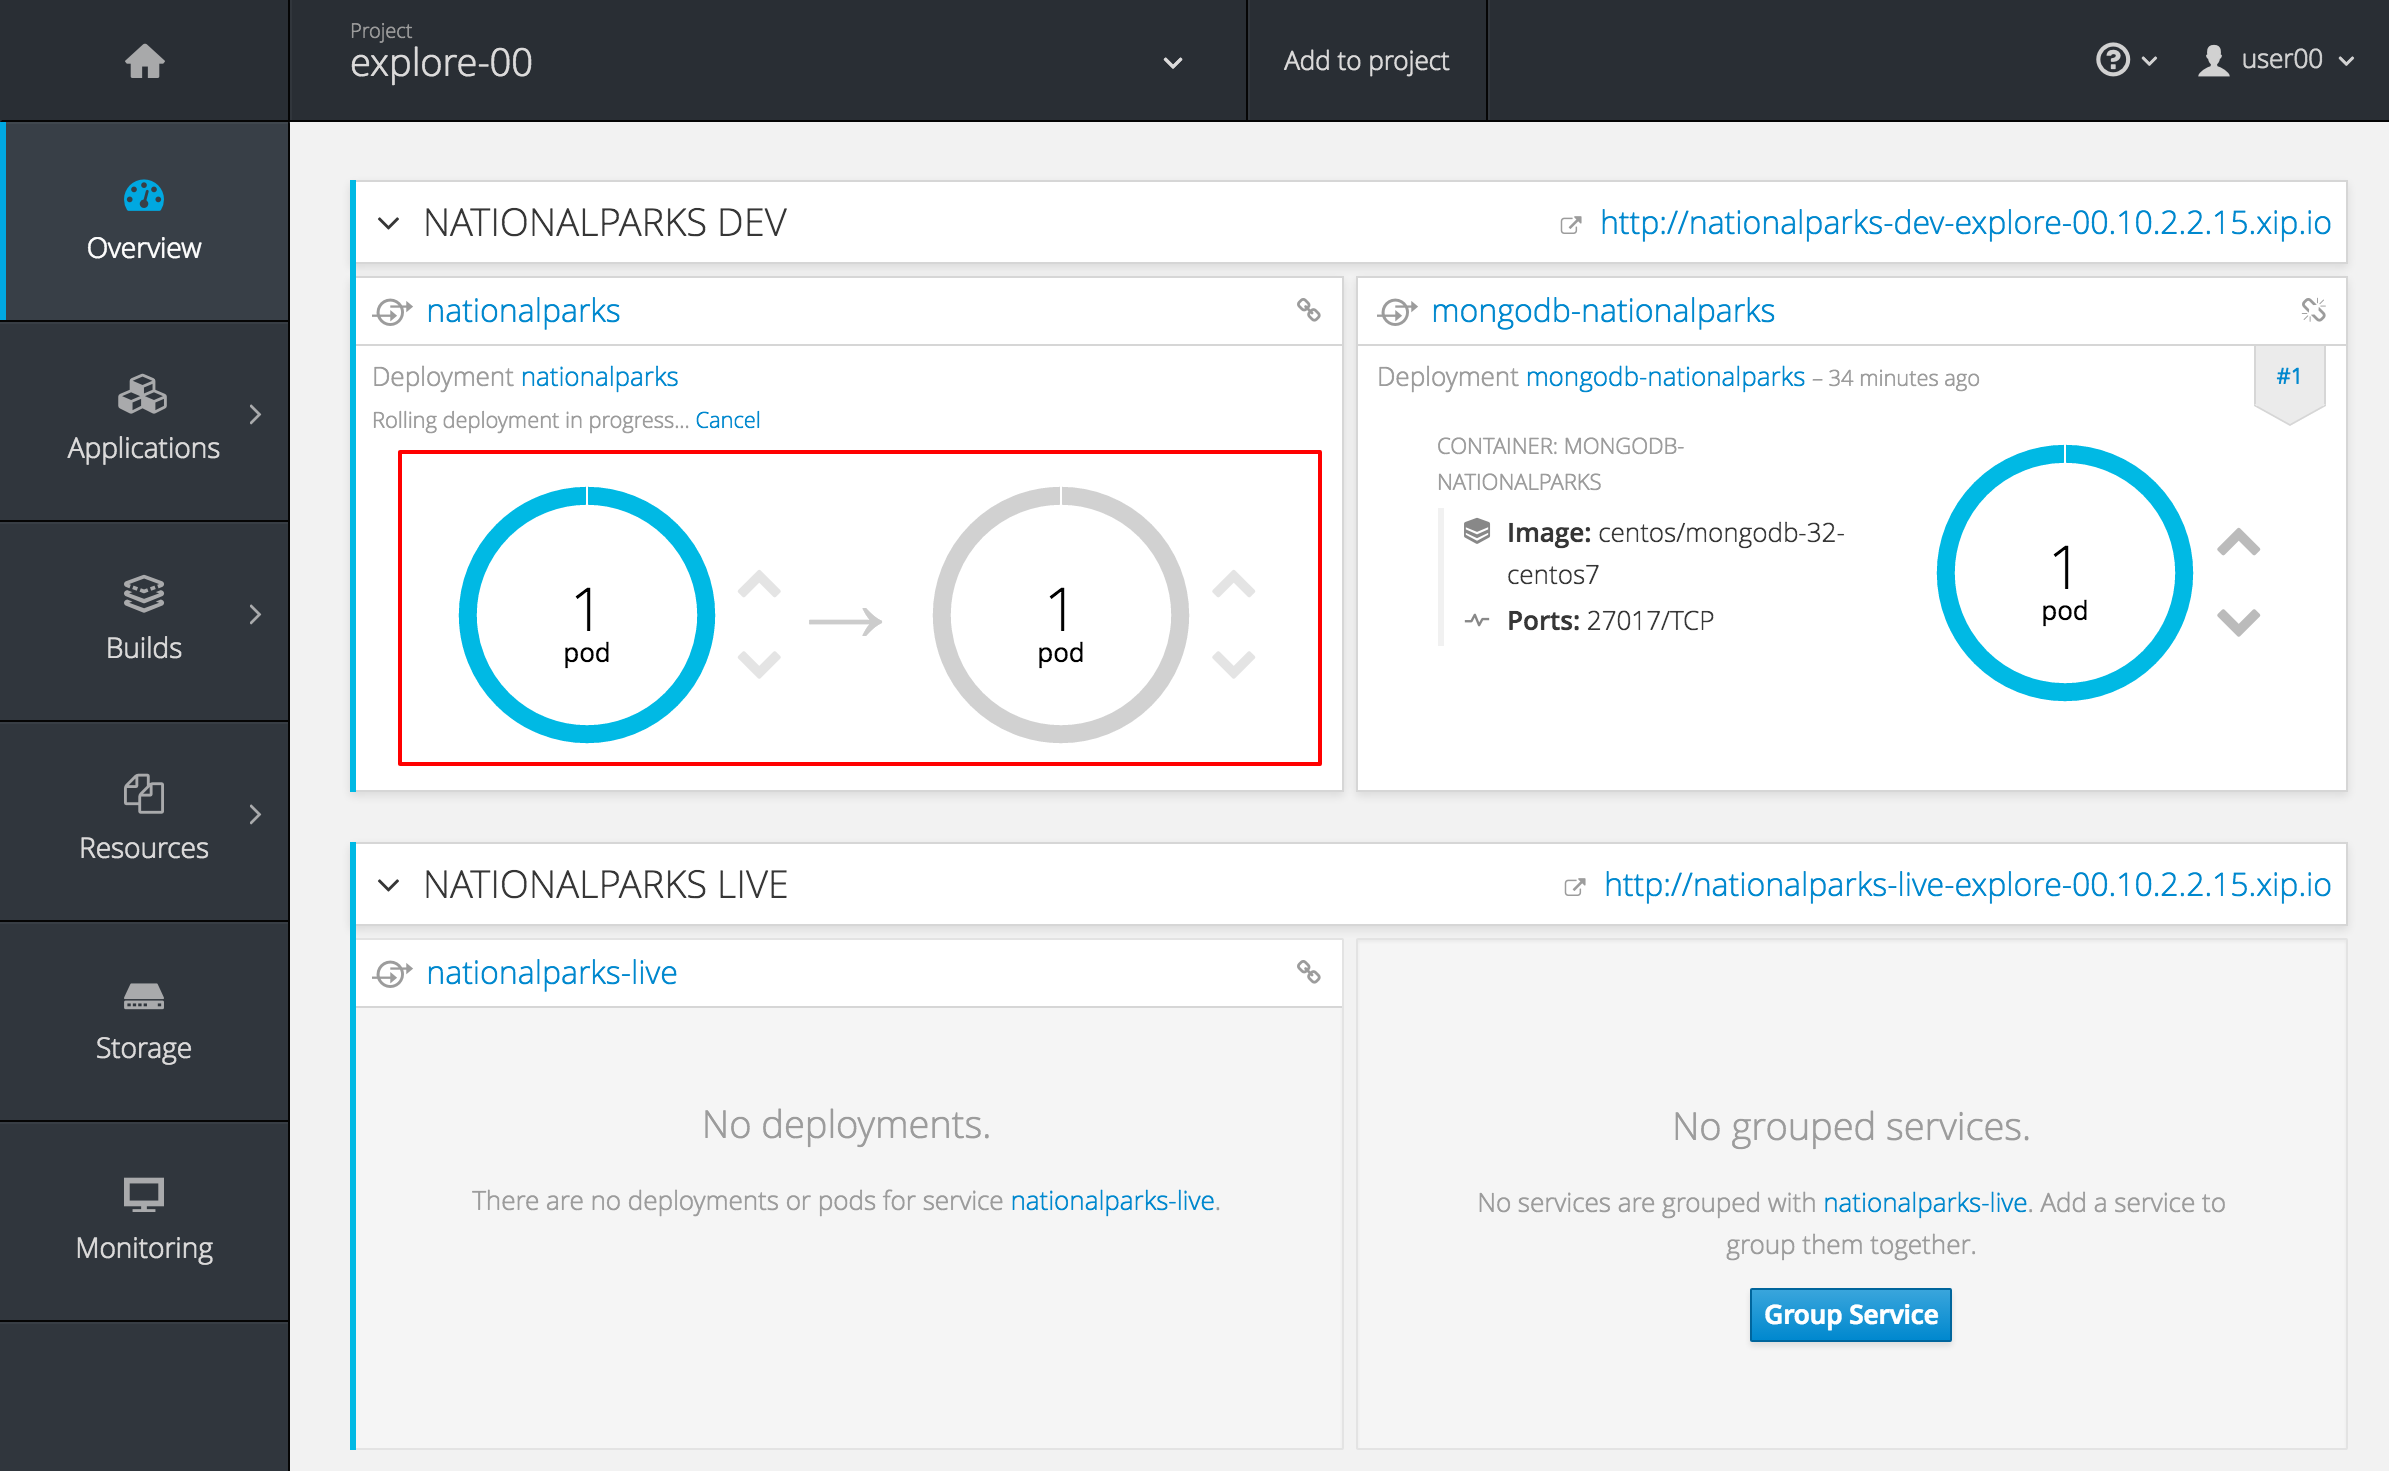 Project
explore-00
Add to project
user00
Overview
Applications
Builds
Resources
Storage
Monitoring
NATIONALPARKS DEV
http://nationalparks-dev-explore-00.10.2.2.15.xip.io
nationalparks
Deployment nationalparks
Rolling deployment in progress... Cancel
1
pod
1
pod
mongodb-nationalparks
Deployment mongodb-nationalparks – 34 minutes ago
#1
CONTAINER: MONGODB-
NATIONALPARKS
Image: centos/mongodb-32-
centos7
Ports: 27017/TCP
1
pod
NATIONALPARKS LIVE
http://nationalparks-live-explore-00.10.2.2.15.xip.io
nationalparks-live
No deployments.
There are no deployments or pods for service nationalparks-live.
No grouped services.
No services are grouped with nationalparks-live. Add a service to
group them together.
Group Service